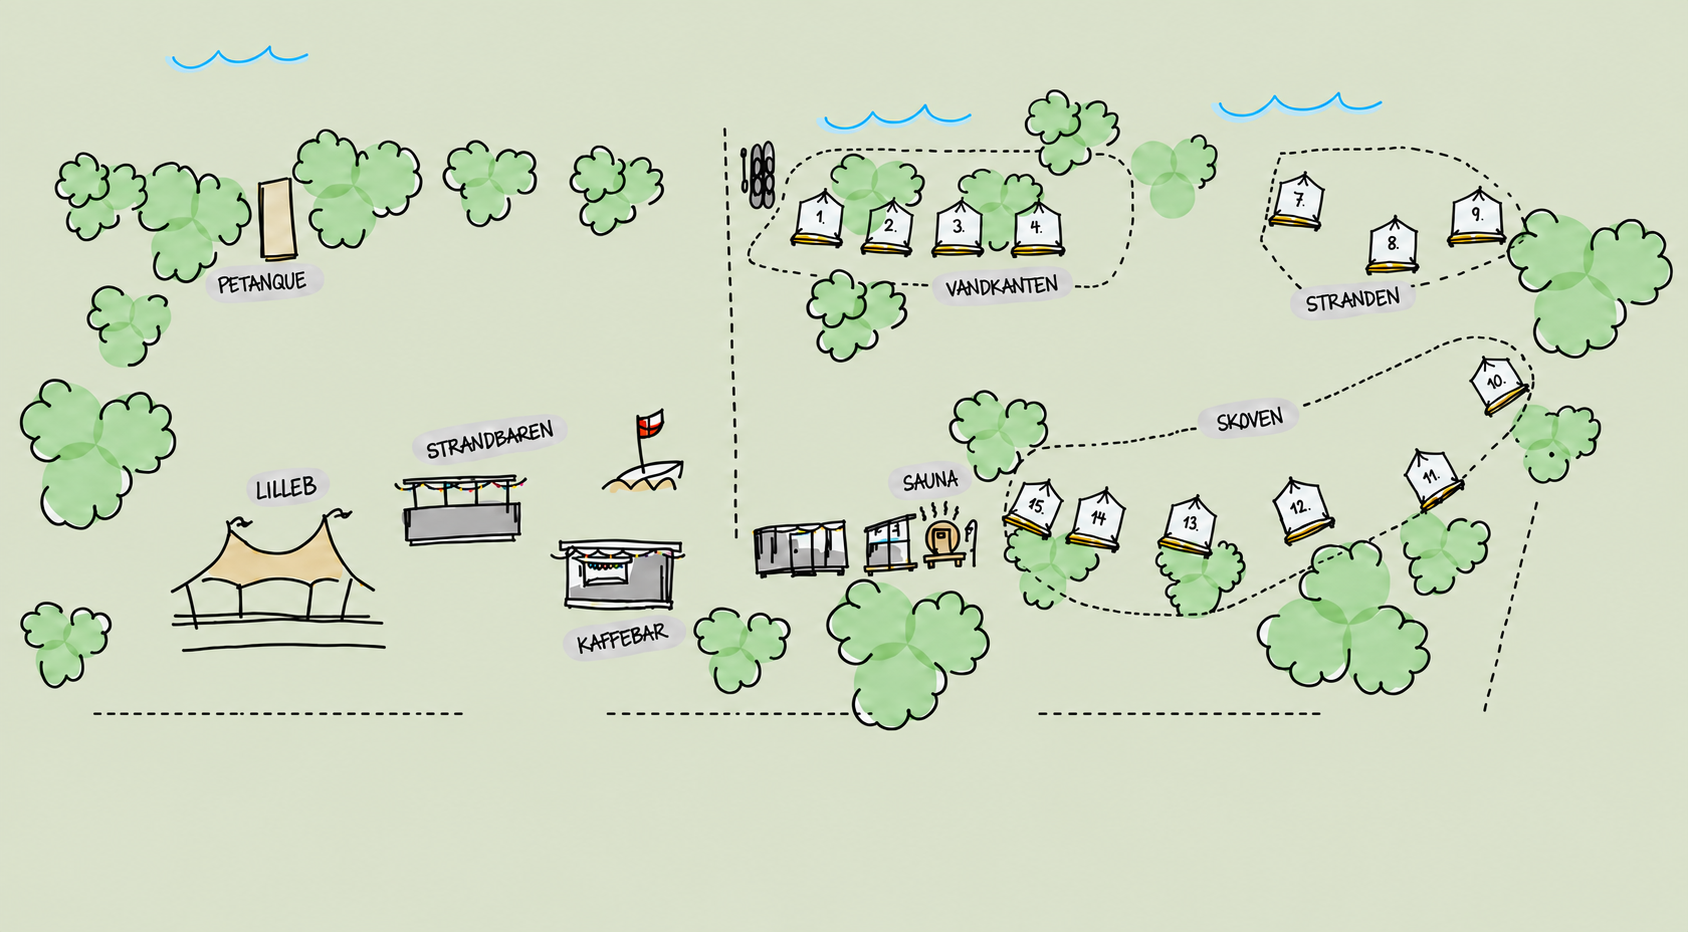 1.
2.
3.
4.
7.
8.
9.
PETANQUE
VANDKANTEN
STRANDEN
10.
SKOVEN
STRANDBAREN
LILLEB
SAUNA
15.
14
13.
12.
11.
KAFFEBAR